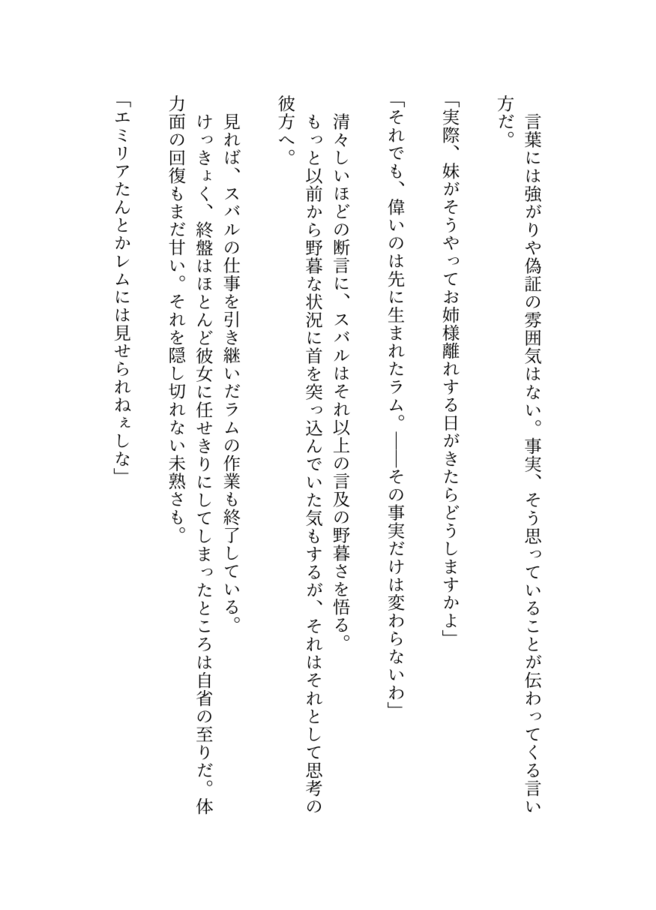 言葉には強がりや偽証の雰囲気はない。事実、そう思っていることが伝わってくる言い
方だ。
「実際、妹がそうやってお姉様離れする日がきたらどうしますかよ」
「それでも、偉いのは先に生まれたラム。――その事実だけは変わらないわ」
　清々しいほどの断言に、スバルはそれ以上の言及の野暮さを悟る。
　もっと以前から野暮な状況に首を突っ込んでいた気もするが、それはそれとして思考の
彼方へ。
　見れば、スバルの仕事を引き継いだラムの作業も終了している。
　けっきょく、終盤はほとんど彼女に任せきりにしてしまったところは自省の至りだ。体
力面の回復もまだ甘い。それを隠し切れない未熟さも。
「エミリアたんとかレムには見せられねぇしな」